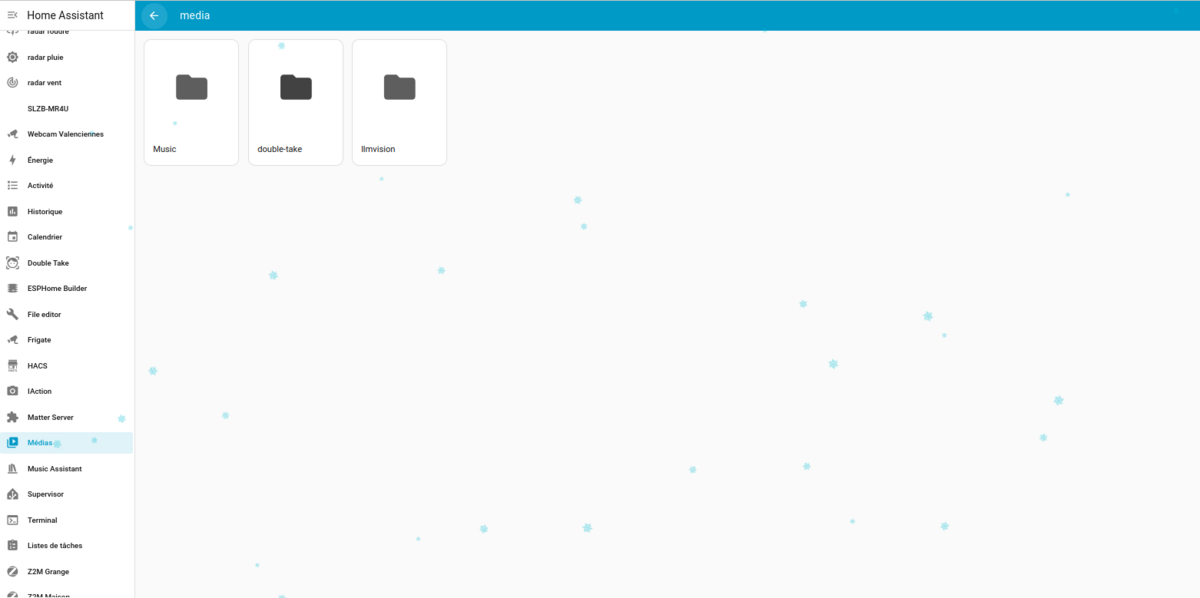 Home Assistant
media
radar foudre
radar pluie
radar vent
SLZB-MR4U
Webcam Valenciennes
Énergie
Activité
Historique
Calendrier
Double Take
ESPHome Builder
File editor
Frigate
HACS
IAction
Matter Server
Médias
Music Assistant
Supervisor
Terminal
Listes de tâches
Z2M Grange
Z2M Maison
Music
double-take
llmvision